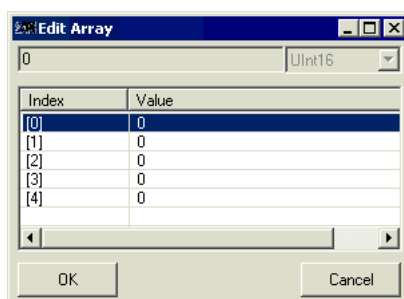 Edit Array
0 UInt16
Index Value
[0] 0
[1] 0
[2] 0
[3] 0
[4] 0
OK Cancel